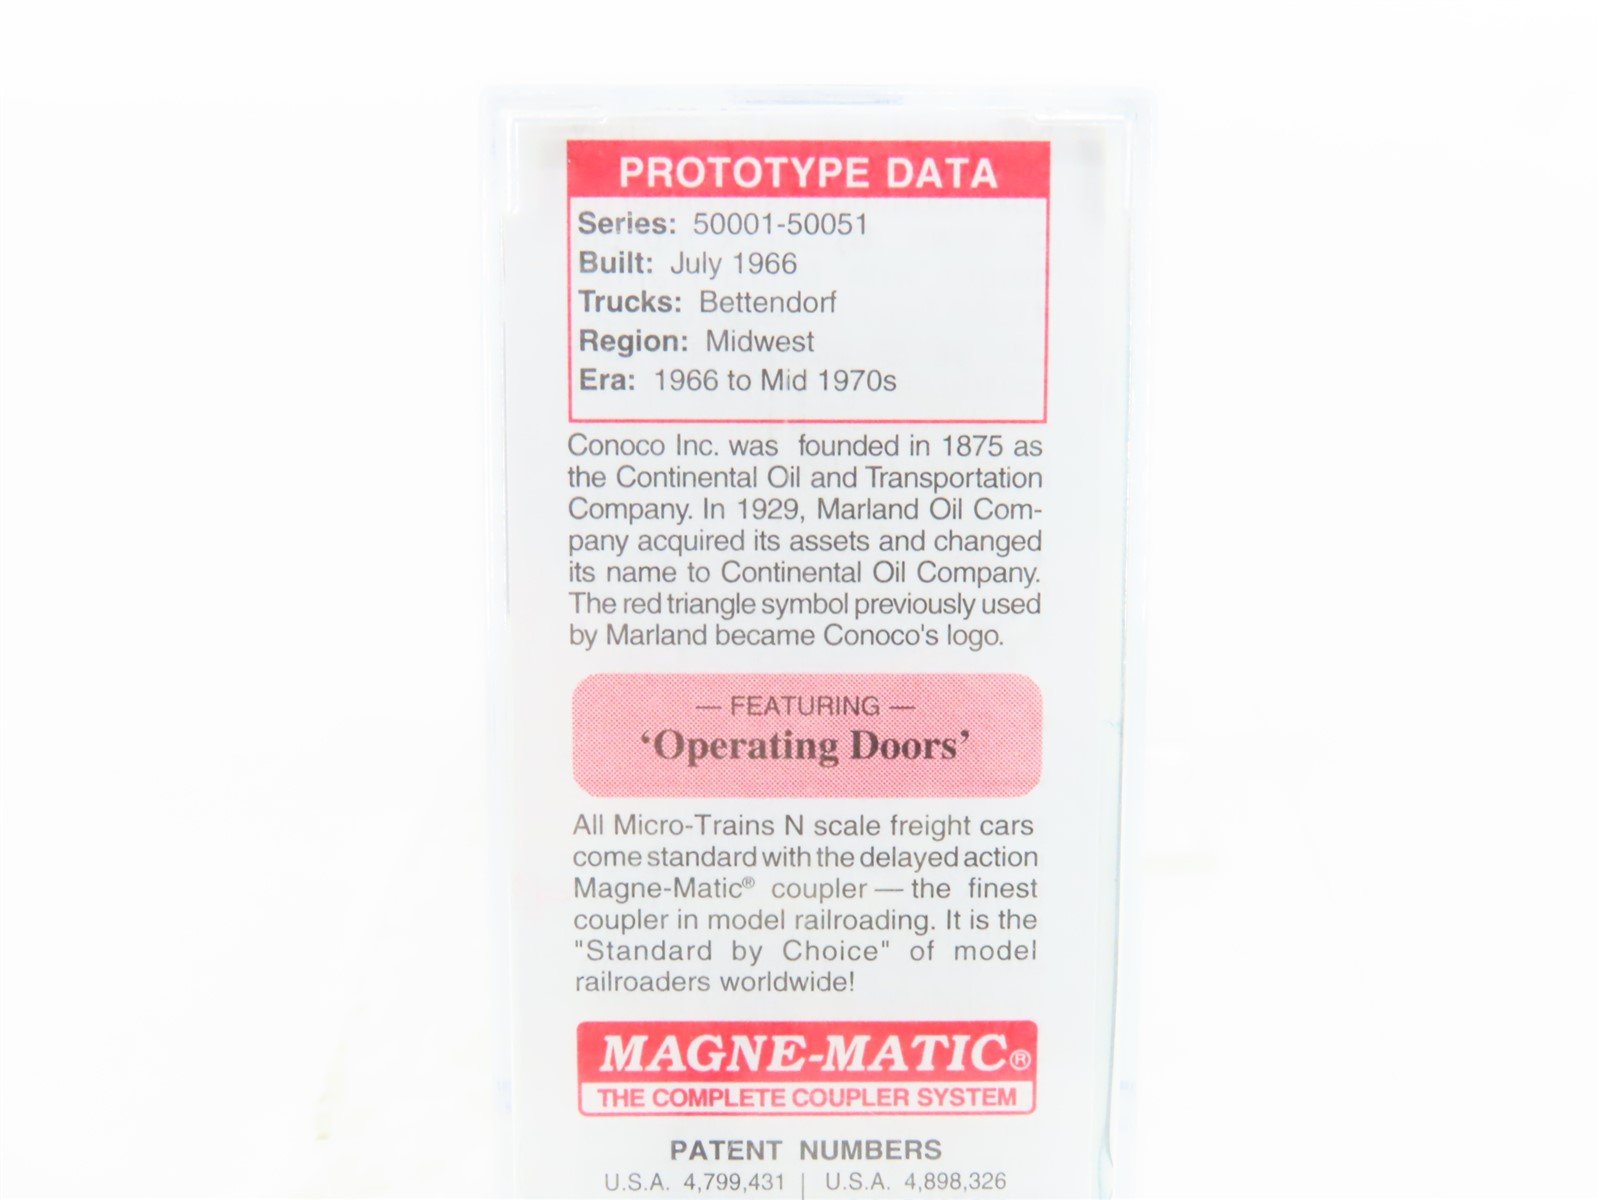 PROTOTYPE DATA
Series: 50001-50051
Built: July 1966
Trucks: Bettendorf
Region: Midwest
Era: 1966 to Mid 1970s
Conoco Inc. was founded in 1875 as
the Continental Oil and Transportation
Company. In 1929, Marland Oil Com-
pany acquired its assets and changed
its name to Continental Oil Company.
The red triangle symbol previously used
by Marland became Conoco's logo.
— FEATURING —
‘Operating Doors’
All Micro-Trains N scale freight cars
come standard with the delayed action
Magne-Matic® coupler — the finest
coupler in model railroading. It is the
"Standard by Choice" of model
railroaders worldwide!
MAGNE-MATIC®
THE COMPLETE COUPLER SYSTEM
PATENT NUMBERS
U.S.A. 4,799,431 | U.S.A. 4,898,326